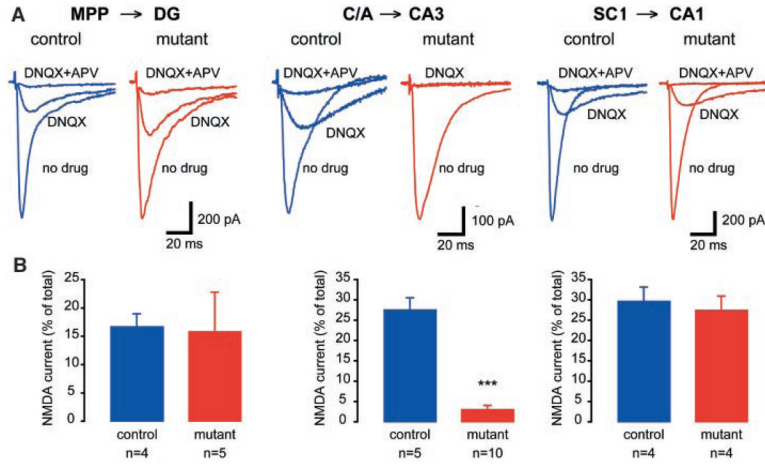 A
MPP → DG
control
mutant
DNQX+APV
DNQX+APV
DNQX
no drug
no drug
200 pA
20 ms
C/A → CA3
control
mutant
DNQX+APV
DNQX
DNQX
no drug
no drug
100 pA
20 ms
SC1 → CA1
control
mutant
DNQX+APV
DNQX+APV
DNQX
DNQX
no drug
no drug
200 pA
20 ms
B
NMDA current (% of total)
25
20
15
10
5
0
control
mutant
n=4
n=5
NMDA current (% of total)
35
30
25
20
15
10
5
0
***
control
mutant
n=5
n=10
NMDA current (% of total)
35
30
25
20
15
10
5
0
control
mutant
n=4
n=4